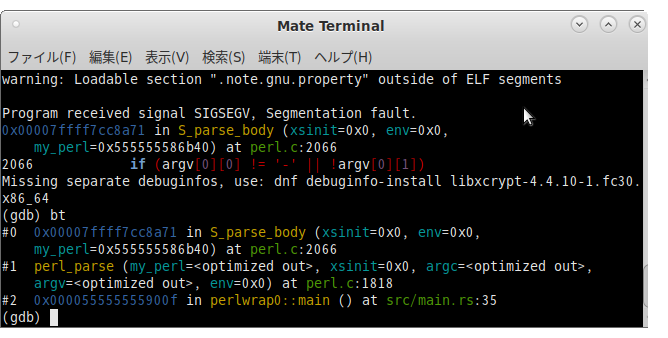 Mate Terminal
ファイル(F) 編集(E) 表示(V) 検索(S) 端末(T) ヘルプ(H)
warning: Loadable section ".note.gnu.property" outside of ELF segments
Program received signal SIGSEGV, Segmentation fault.
0x00007ffff7cc8a71 in S_parse_body (xsinit=0x0, env=0x0,
my_perl=0x555555586b40) at perl.c:2066
2066 if (argv[0][0] != '-' || !argv[0][1])
Missing separate debuginfos, use: dnf debuginfo-install libxcrypt-4.4.10-1.fc30.
x86_64
(gdb) bt
#0 0x00007ffff7cc8a71 in S_parse_body (xsinit=0x0, env=0x0,
my_perl=0x555555586b40) at perl.c:2066
#1 perl_parse (my_perl=<optimized out>, xsinit=0x0, argc=<optimized out>,
argv=<optimized out>, env=0x0) at perl.c:1818
#2 0x000055555555900f in perlwrap0::main () at src/main.rs:35
(gdb)